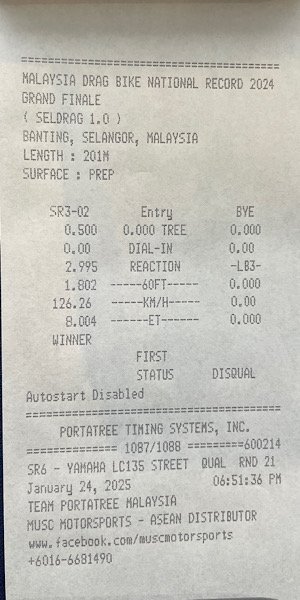 ========================================
MALAYSIA DRAG BIKE NATIONAL RECORD 2024
GRAND FINALE
( SELDRAG 1.0 )
BANTING, SELANGOR, MALAYSIA
LENGTH : 201M
SURFACE : PREP
SR3-02 Entry BYE
0.500 0.000 TREE 0.000
0.00 DIAL-IN 0.00
2.995 REACTION -LB3-
1.802 -----60FT----- 0.000
126.26 -----KM/H----- 0.00
8.004 ------ET------ 0.000
WINNER
FIRST
STATUS DISQUAL
Autostart Disabled
========================================
PORTATREE TIMING SYSTEMS, INC.
============== 1087/1088 =========600214
SR6 - YAMAHA LC135 STREET QUAL RND 21
January 24, 2025 06:51:36 PM
TEAM PORTATREE MALAYSIA
MUSC MOTORSPORTS - ASEAN DISTRIBUTOR
www.facebook.com/muscmotorsports
+6016-6681490